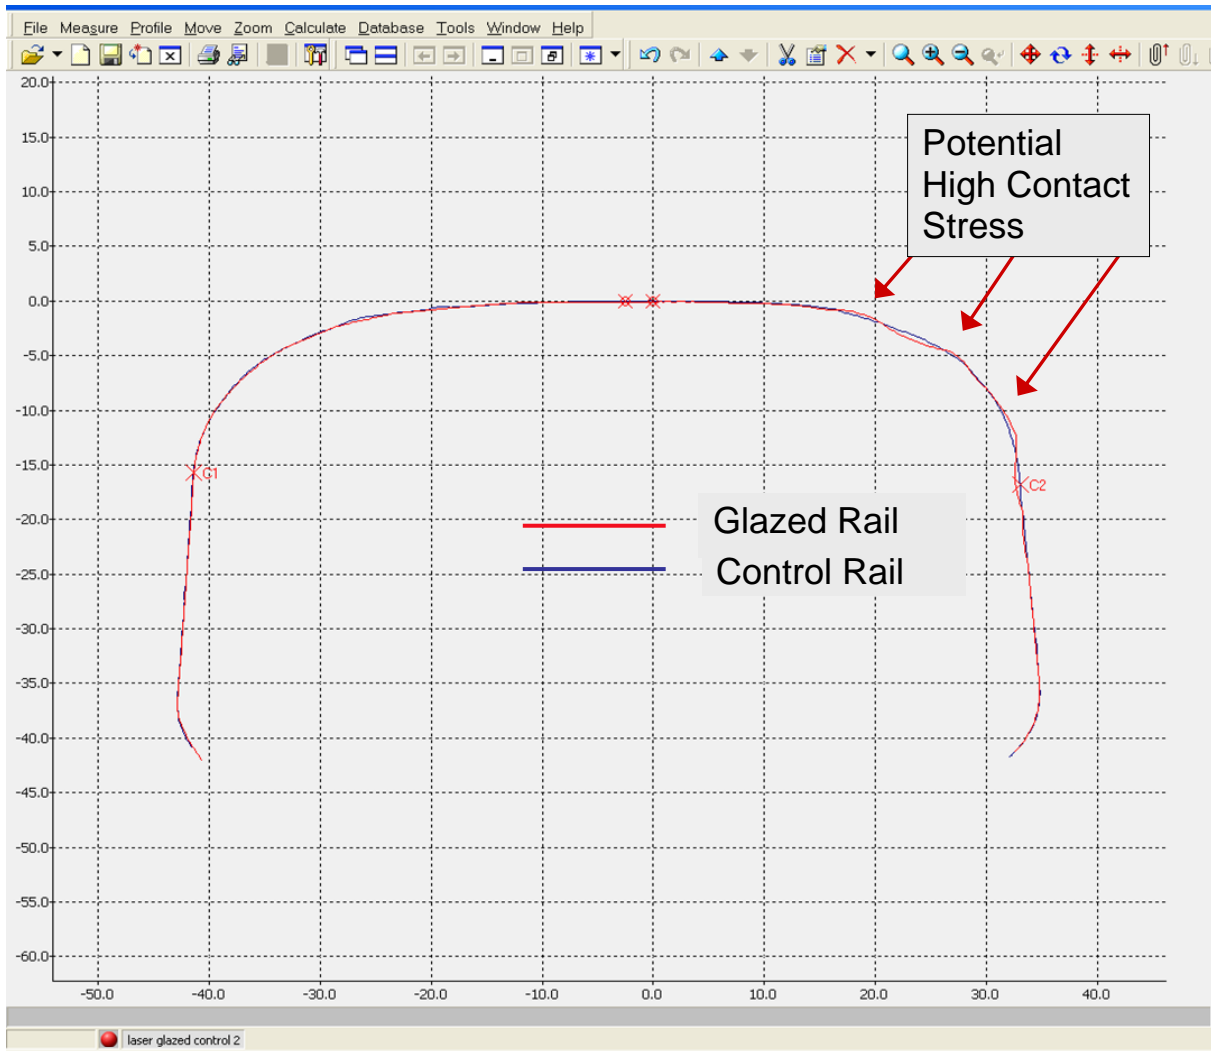 File Measure Profile Move Zoom Calculate Database Tools Window Help
20.0
15.0
10.0
5.0
0.0
-5.0
-10.0
-15.0
-20.0
-25.0
-30.0
-35.0
-40.0
-45.0
-50.0
-55.0
-60.0
Potential
High Contact
Stress
C1
C2
Glazed Rail
Control Rail
-50.0 -40.0 -30.0 -20.0 -10.0 0.0 10.0 20.0 30.0 40.0
laser glazed control 2